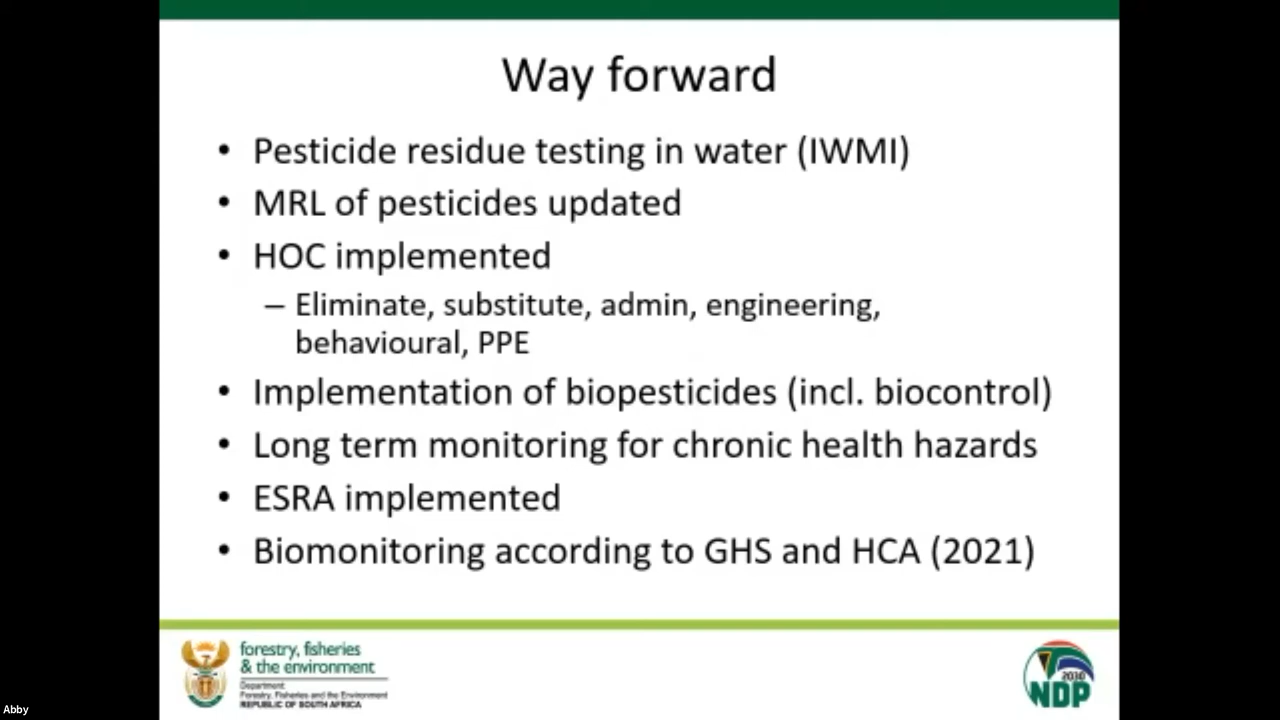 Way forward
• Pesticide residue testing in water (IWMI)
• MRL of pesticides updated
• HOC implemented
– Eliminate, substitute, admin, engineering,
behavioural, PPE
• Implementation of biopesticides (incl. biocontrol)
• Long term monitoring for chronic health hazards
• ESRA implemented
• Biomonitoring according to GHS and HCA (2021)
forestry, fisheries
& the environment
Department:
Forestry, Fisheries and the Environment
REPUBLIC OF SOUTH AFRICA
2030
NDP
Abby